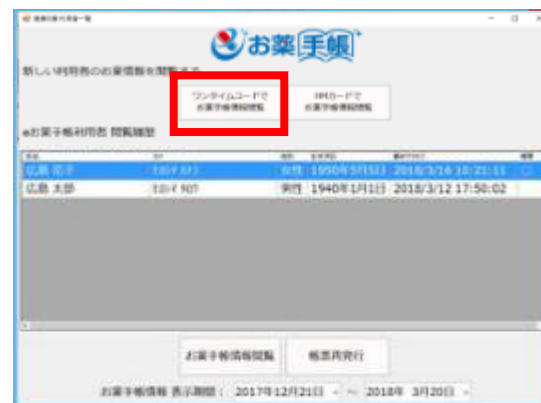 お薬手帳
新しい利用者のお薬情報を閲覧する
ワンタイムコードで
お薬手帳情報閲覧
HMカードで
お薬手帳情報閲覧
eお薬手帳利用者 閲覧履歴
広島 花子 女性 1950年5月5日 2018/3/16 10:21:11
広島 太郎 男性 1940年1月1日 2018/3/12 17:50:02
お薬手帳情報閲覧 帳票再発行
お薬手帳情報 表示期間： 2017年12月21日 ～ 2018年 3月20日